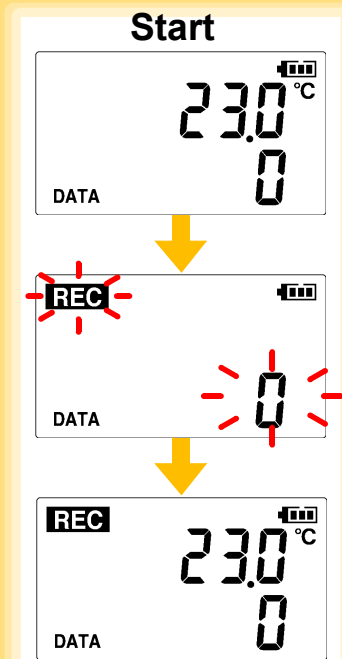 Start
23.0 °C
0
DATA
REC
0
DATA
REC
23.0 °C
0
DATA